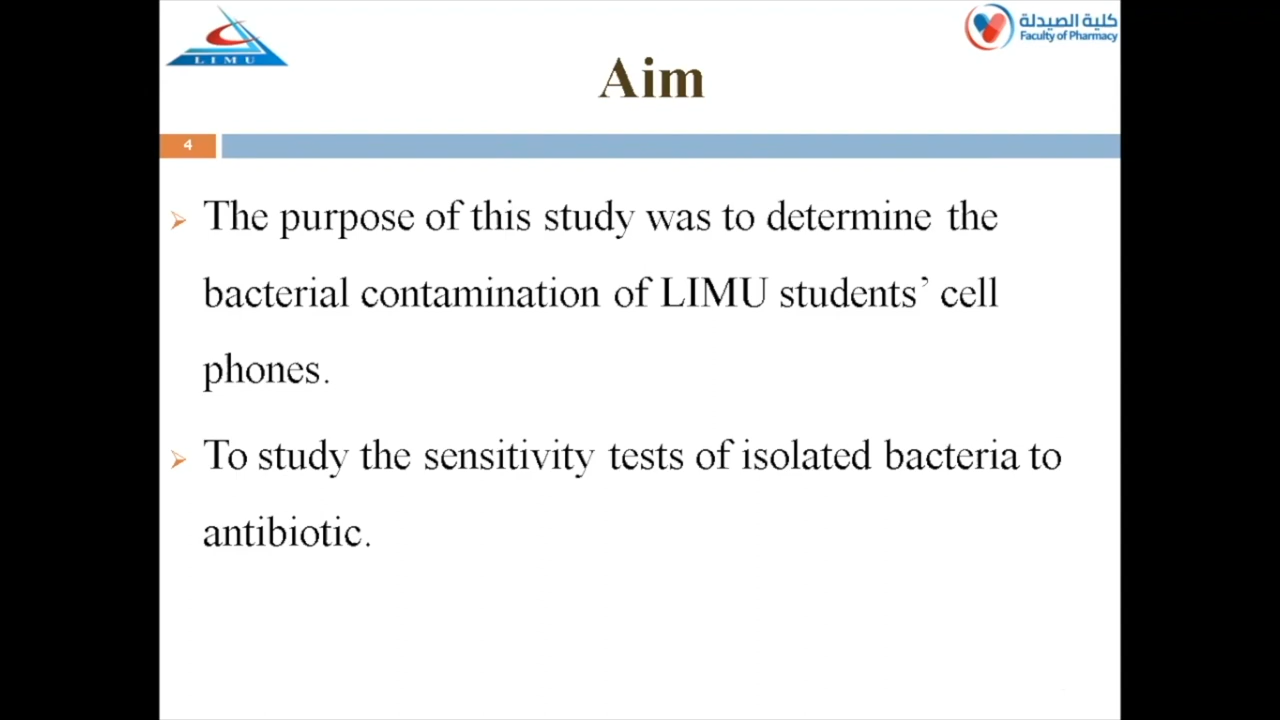 LIMU
كلية الصيدلة
Faculty of Pharmacy
Aim
4
The purpose of this study was to determine the
bacterial contamination of LIMU students’ cell
phones.
To study the sensitivity tests of isolated bacteria to
antibiotic.